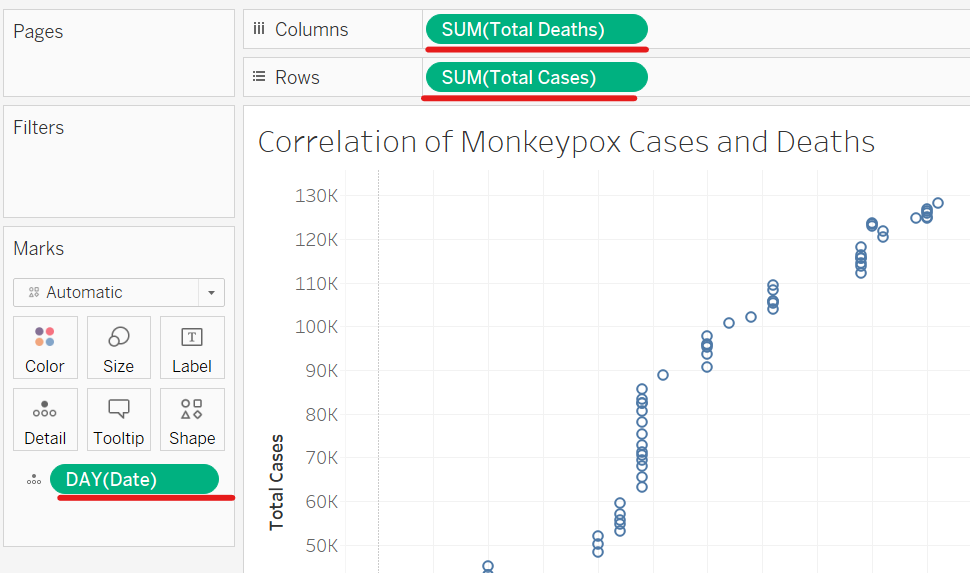 Pages
Columns
SUM(Total Deaths)
Rows
SUM(Total Cases)
Filters
Marks
Automatic
Color
Size
Label
Detail
Tooltip
Shape
DAY(Date)
Correlation of Monkeypox Cases and Deaths
130K
120K
110K
100K
90K
80K
70K
60K
50K
Total Cases